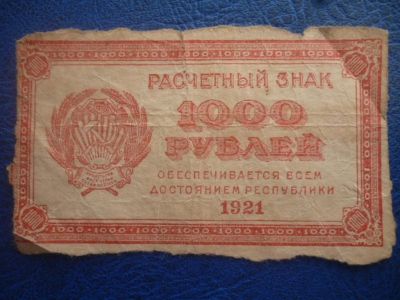 РАСЧЕТНЫЙ ЗНАК
1000
РУБЛЕЙ
ОБЕСПЕЧИВАЕТСЯ ВСЕМ
ДОСТОЯНИЕМ РЕСПУБЛИКИ
1921